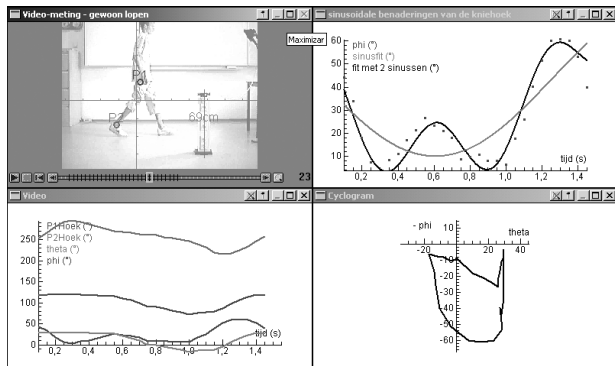 Video-meting - gewoon lopen
Maximizar
P1
P2
69cm
23
sinusoidale benaderingen van de kniehoek
phi (°)
sinusfit (°)
fit met 2 sinussen (°)
60
50
40
30
20
10
tijd (s)
0,2 0,4 0,6 0,8 1,0 1,2 1,4
Video
P1Hoek (°)
P2Hoek (°)
theta (°)
phi (°)
250
200
150
100
50
0
tijd (s)
0,2 0,4 0,6 0,8 1,0 1,2 1,4
Cyclogram
- phi
theta
10
-20 0 20 40
-10
-20
-30
-40
-50
-60